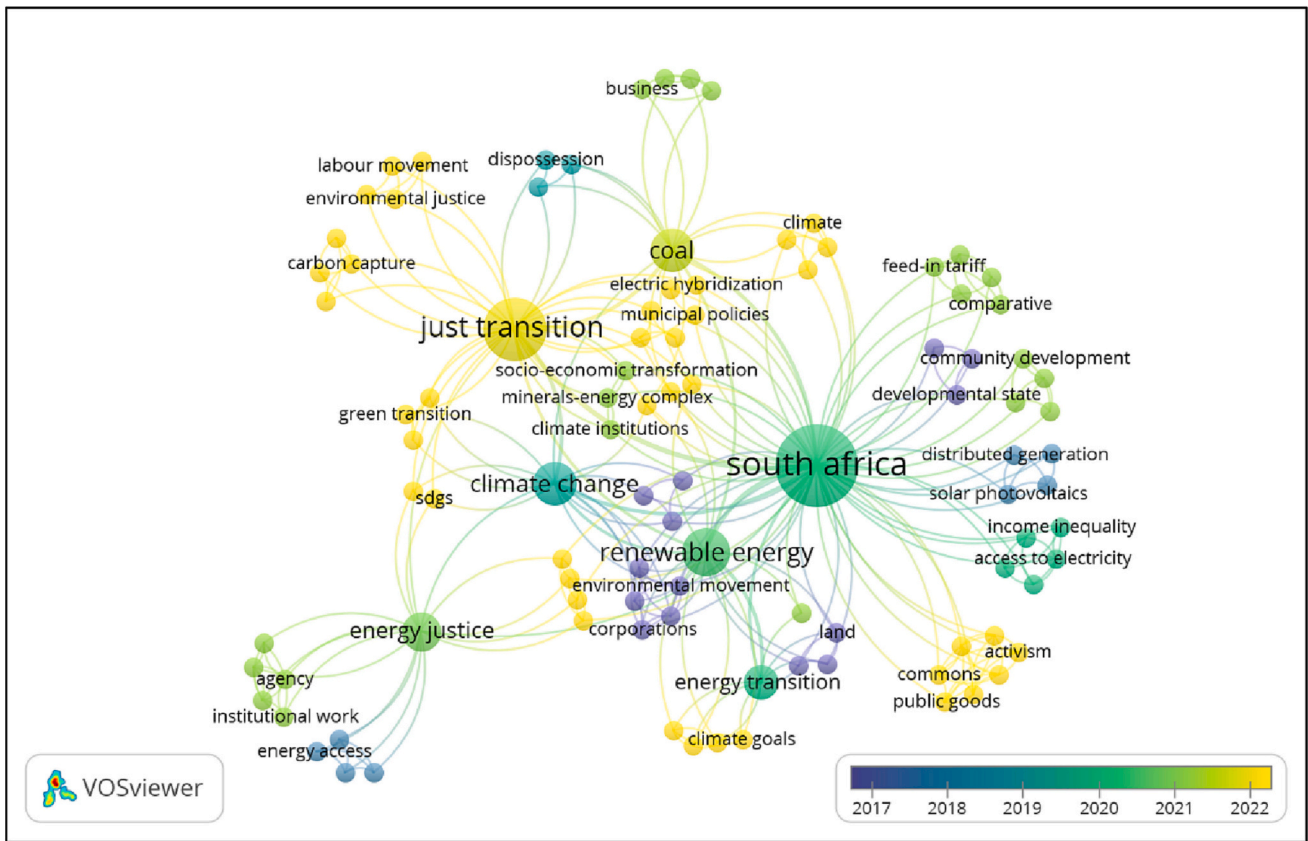 business
labour movement
dispossession
environmental justice
climate
coal
carbon capture
feed-in tariff
electric hybridization
comparative
municipal policies
just transition
community development
socio-economic transformation
minerals-energy complex
developmental state
green transition
climate institutions
distributed generation
south africa
climate change
solar photovoltaics
sdgs
income inequality
renewable energy
access to electricity
environmental movement
corporations
land
energy justice
activism
commons
agency
energy transition
public goods
institutional work
climate goals
energy access
VOSviewer
2017 2018 2019 2020 2021 2022